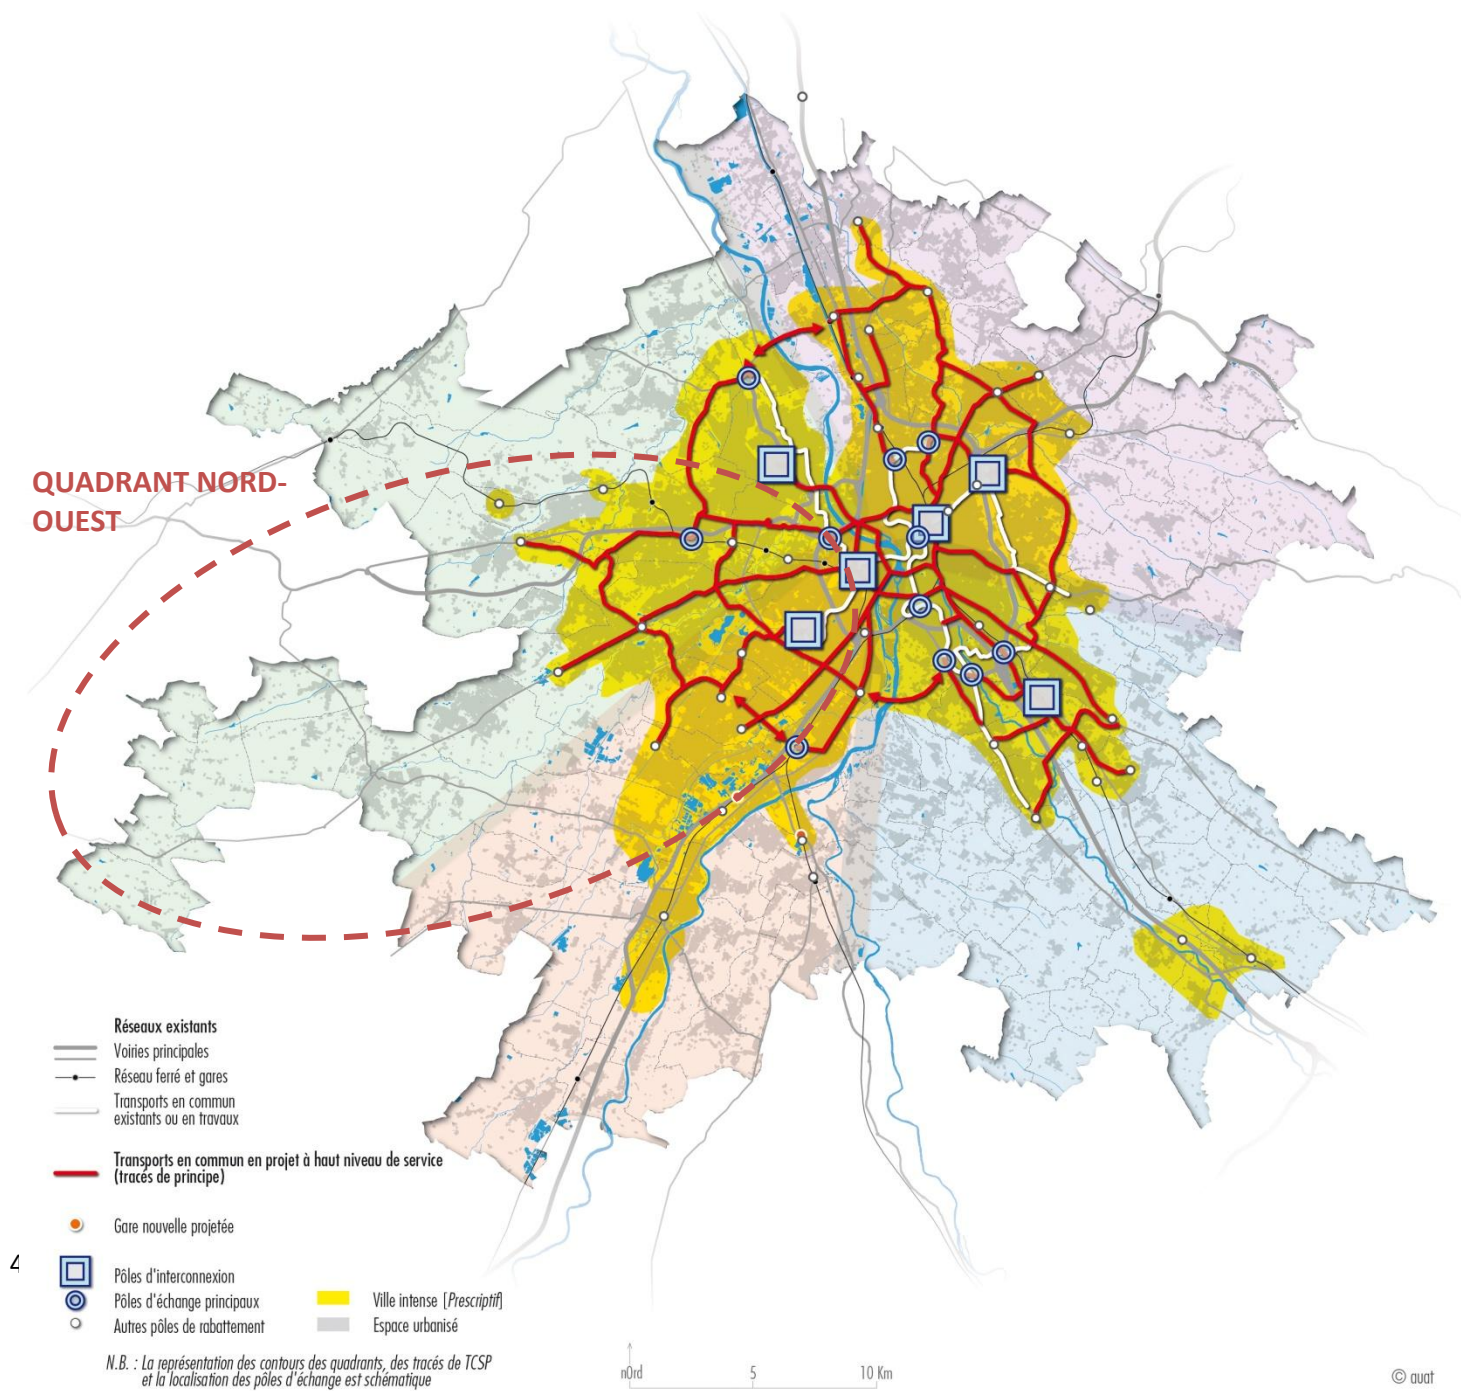 QUADRANT NORD-
OUEST
Réseaux existants
Voiries principales
Réseau ferré et gares
Transports en commun
existants ou en travaux
Transports en commun en projet à haut niveau de service
(tracés de principe)
Gare nouvelle projetée
4
Pôles d'interconnexion
Pôles d'échange principaux
Autres pôles de rabattement
Ville intense [Prescriptif]
Espace urbanisé
N.B. : La représentation des contours des quadrants, des tracés de TCSP
et la localisation des pôles d'échange est schématique
n0rd 5 10 Km
© auat